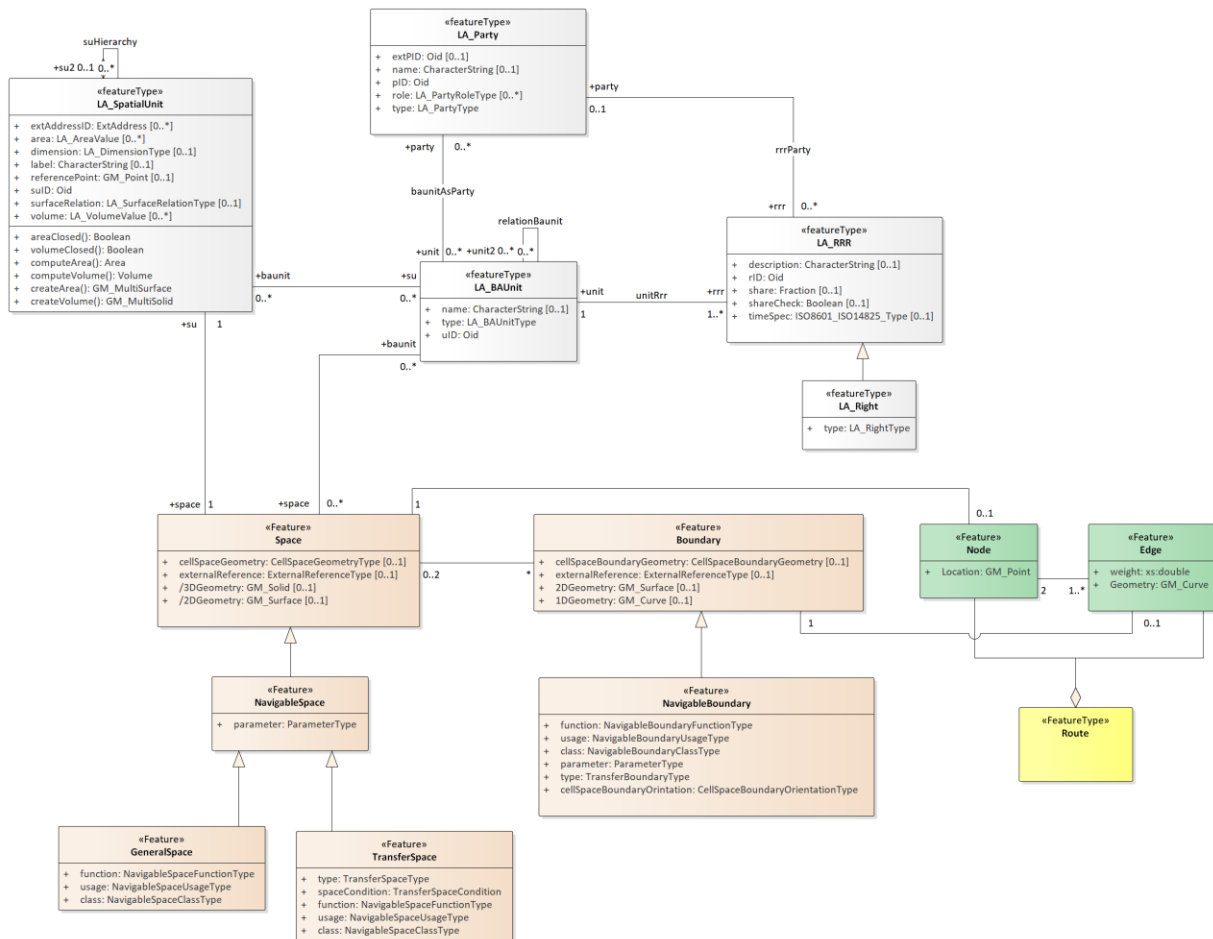 suHierarchy
+su2 0..1 0..*
«featureType»
LA_SpatialUnit
+ extAddressID: ExtAddress [0..*]
+ area: LA_AreaValue [0..*]
+ dimension: LA_DimensionType [0..1]
+ label: CharacterString [0..1]
+ referencePoint: GM_Point [0..1]
+ suID: Oid
+ surfaceRelation: LA_SurfaceRelationType [0..1]
+ volume: LA_VolumeValue [0..*]
+ areaClosed(): Boolean
+ volumeClosed(): Boolean
+ computeArea(): Area
+ computeVolume(): Volume
+ createArea(): GM_MultiSurface
+ createVolume(): GM_MultiSolid
«featureType»
LA_Party
+ extPID: Oid [0..1]
+ name: CharacterString [0..1]
+ pID: Oid
+ role: LA_PartyRoleType [0..*]
+ type: LA_PartyType
+party
0..1
rrrParty
+rrr 0..*
+party 0..*
baunitAsParty
+unit 0..*
relationBaunit
+unit2 0..* 0..*
«featureType»
LA_BAUnit
+ name: CharacterString [0..1]
+ type: LA_BAUnitType
+ uID: Oid
+baunit
0..*
+su
0..*
+unit
1
unitRrr
+rrr
1..*
«featureType»
LA_RRR
+ description: CharacterString [0..1]
+ rID: Oid
+ share: Fraction [0..1]
+ shareCheck: Boolean [0..1]
+ timeSpec: ISO8601_ISO14825_Type [0..1]
«featureType»
LA_Right
+ type: LA_RightType
+su 1
+baunit
0..*
+space 1
+space 0..*
1
0..1
«Feature»
Space
+ cellSpaceGeometry: CellSpaceGeometryType [0..1]
+ externalReference: ExternalReferenceType [0..1]
+ /3DGeometry: GM_Solid [0..1]
+ /2DGeometry: GM_Surface [0..1]
0..2
*
«Feature»
Boundary
+ cellSpaceBoundaryGeometry: CellSpaceBoundaryGeometry [0..1]
+ externalReference: ExternalReferenceType [0..1]
+ 2DGeometry: GM_Surface [0..1]
+ 1DGeometry: GM_Curve [0..1]
«Feature»
Node
+ Location: GM_Point
2
1..*
«Feature»
Edge
+ weight: xs:double
+ Geometry: GM_Curve
1
0..1
«Feature»
NavigableSpace
+ parameter: ParameterType
«Feature»
NavigableBoundary
+ function: NavigableBoundaryFunctionType
+ usage: NavigableBoundaryUsageType
+ class: NavigableBoundaryClassType
+ parameter: ParameterType
+ type: TransferBoundaryType
+ cellSpaceBoundaryOrintation: CellSpaceBoundaryOrientationType
«FeatureType»
Route
«Feature»
GeneralSpace
+ function: NavigableSpaceFunctionType
+ usage: NavigableSpaceUsageType
+ class: NavigableSpaceClassType
«Feature»
TransferSpace
+ type: TransferSpaceType
+ spaceCondition: TransferSpaceCondition
+ function: NavigableSpaceFunctionType
+ usage: NavigableSpaceUsageType
+ class: NavigableSpaceClassType